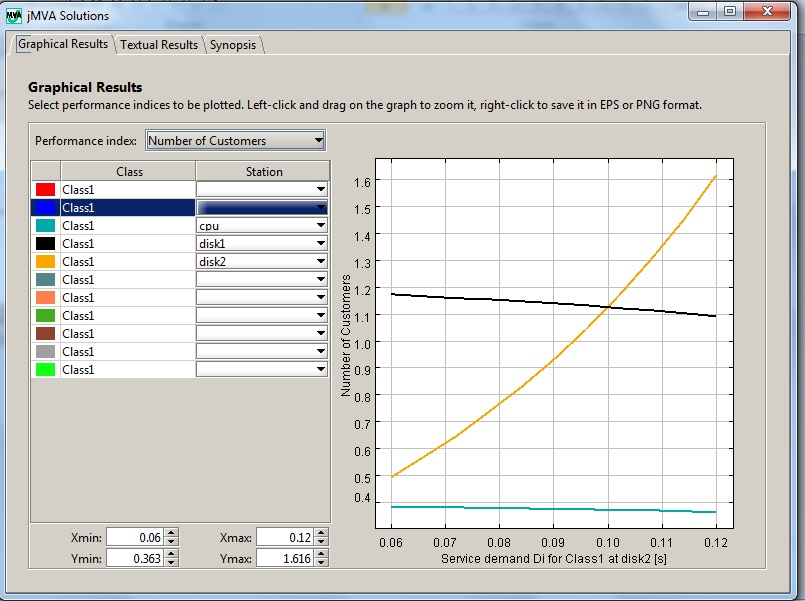 MVA jMVA Solutions
Graphical Results Textual Results Synopsis
Graphical Results
Select performance indices to be plotted. Left-click and drag on the graph to zoom it, right-click to save it in EPS or PNG format.
Performance index: Number of Customers
Class Station
Class1
Class1
Class1 cpu
Class1 disk1
Class1 disk2
Class1
Class1
Class1
Class1
Class1
Class1
Xmin: 0.06 Xmax: 0.12
Ymin: 0.363 Ymax: 1.616
Number of Customers
1.6
1.5
1.4
1.3
1.2
1.1
1.0
0.9
0.8
0.7
0.6
0.5
0.4
0.06 0.07 0.08 0.09 0.10 0.11 0.12
Service demand Di for Class1 at disk2 [s]